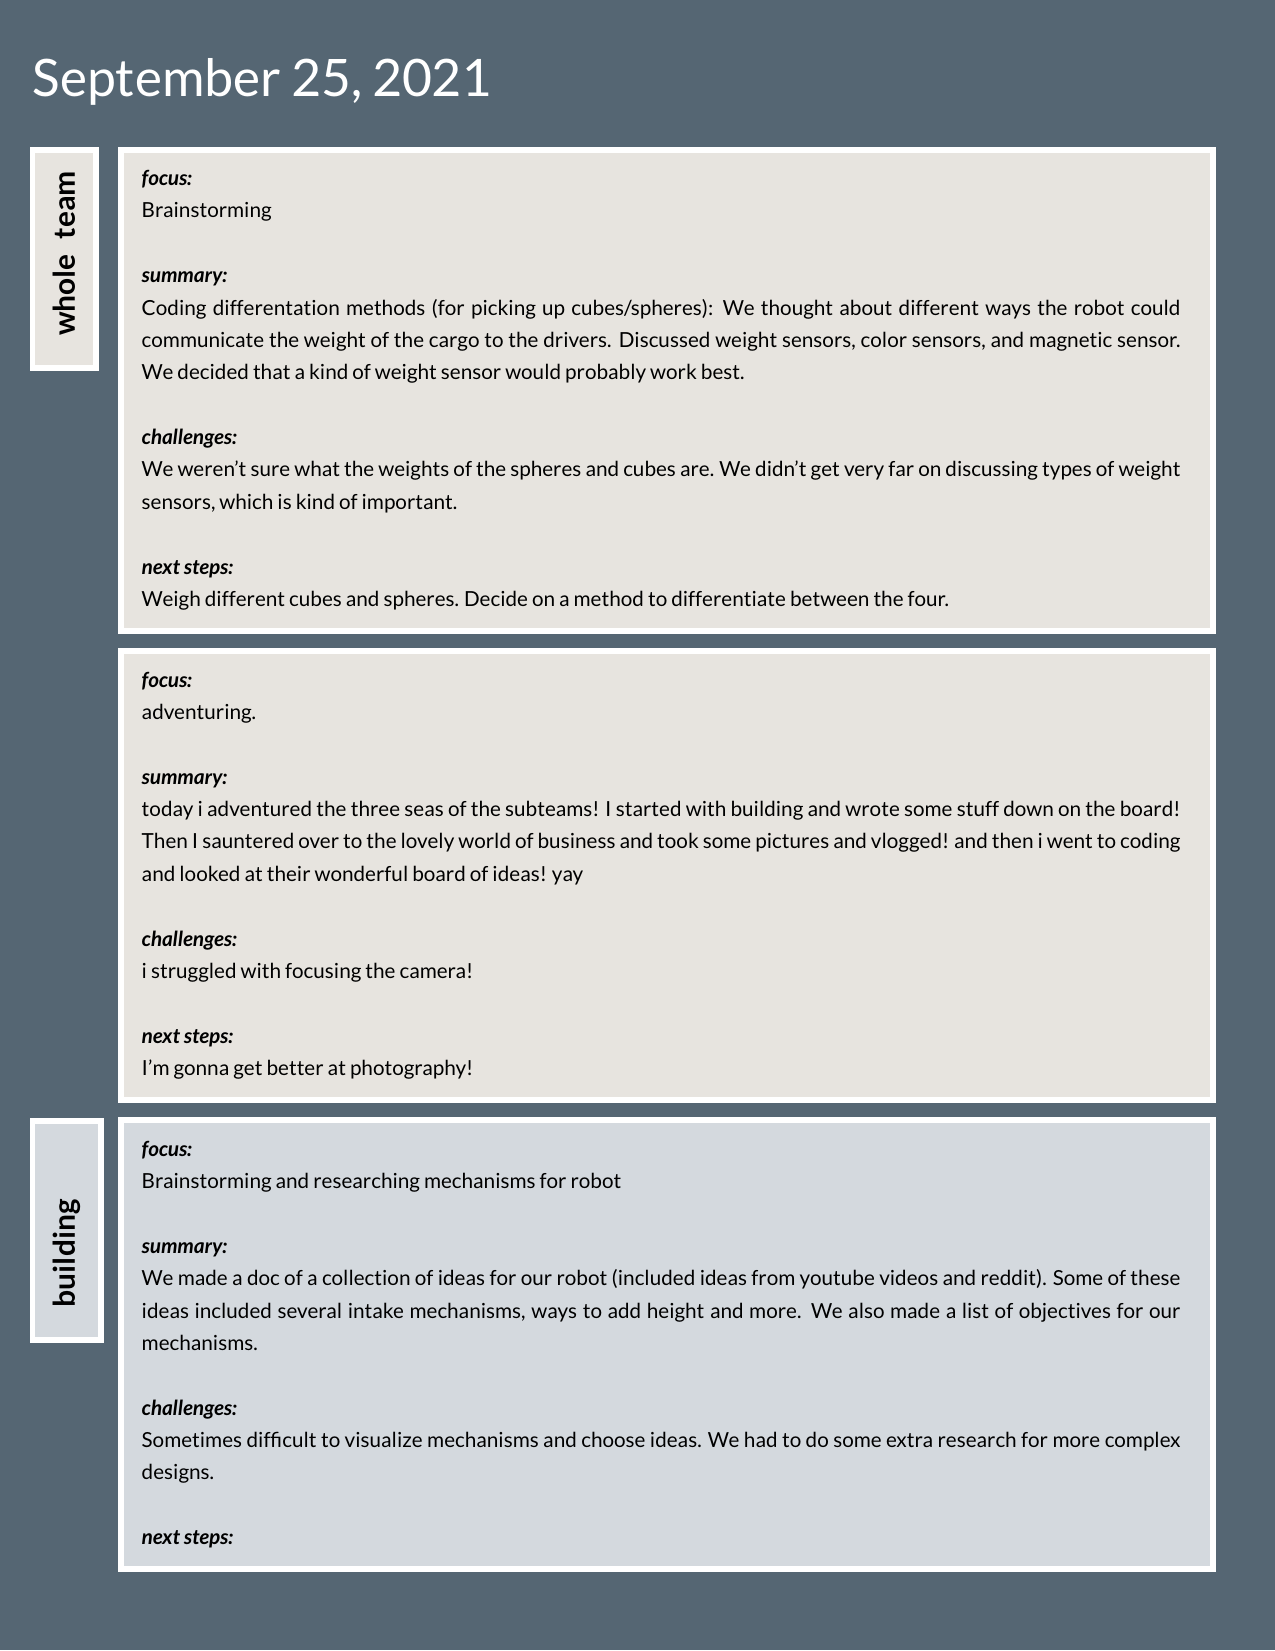 September 25, 2021
whole team
focus:
Brainstorming
summary:
Coding differentation methods (for picking up cubes/spheres): We thought about different ways the robot could
communicate the weight of the cargo to the drivers. Discussed weight sensors, color sensors, and magnetic sensor.
We decided that a kind of weight sensor would probably work best.
challenges:
We weren’t sure what the weights of the spheres and cubes are. We didn’t get very far on discussing types of weight
sensors, which is kind of important.
next steps:
Weigh different cubes and spheres. Decide on a method to differentiate between the four.
focus:
adventuring.
summary:
today i adventured the three seas of the subteams! I started with building and wrote some stuff down on the board!
Then I sauntered over to the lovely world of business and took some pictures and vlogged! and then i went to coding
and looked at their wonderful board of ideas! yay
challenges:
i struggled with focusing the camera!
next steps:
I’m gonna get better at photography!
building
focus:
Brainstorming and researching mechanisms for robot
summary:
We made a doc of a collection of ideas for our robot (included ideas from youtube videos and reddit). Some of these
ideas included several intake mechanisms, ways to add height and more. We also made a list of objectives for our
mechanisms.
challenges:
Sometimes difficult to visualize mechanisms and choose ideas. We had to do some extra research for more complex
designs.
next steps: